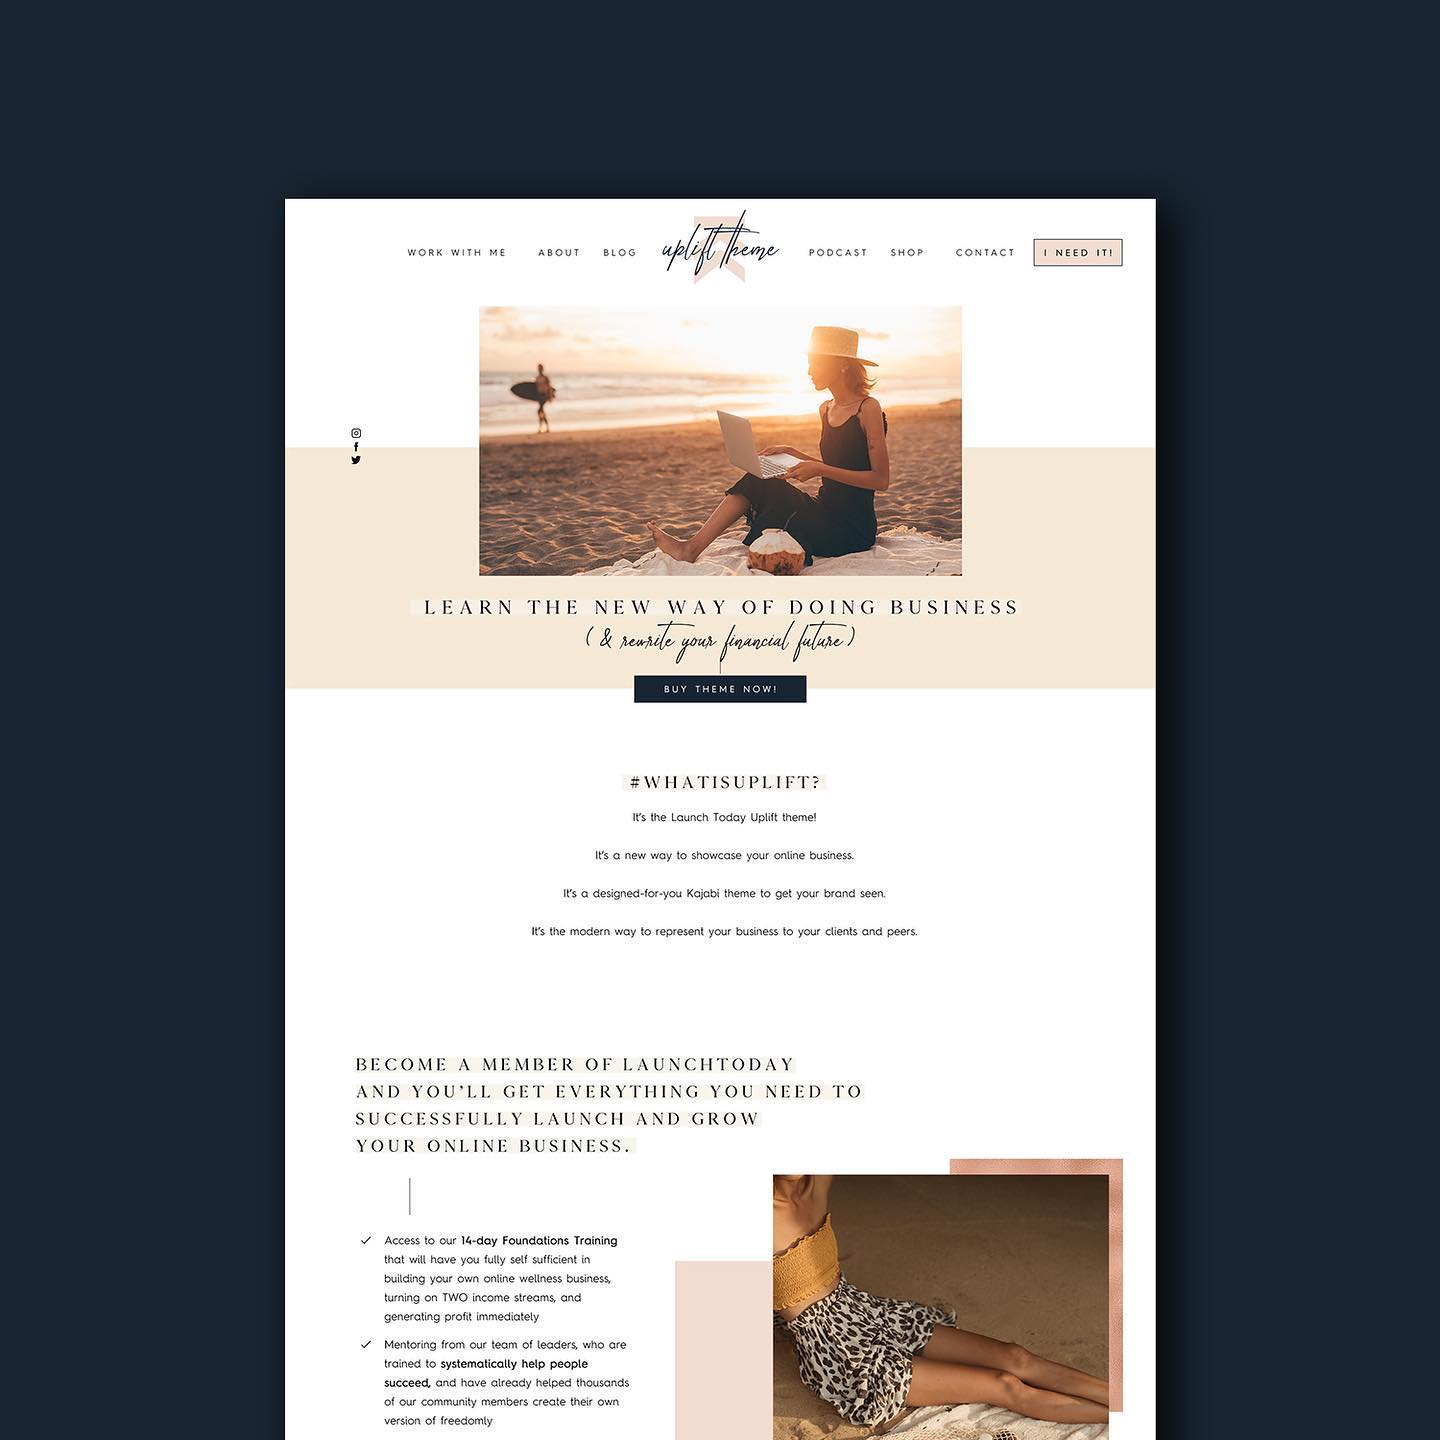 WORK WITH ME ABOUT BLOG uplift theme PODCAST SHOP CONTACT I NEED IT!
LEARN THE NEW WAY OF DOING BUSINESS
( & rewrite your financial future )
BUY THEME NOW!
#WHATISUPLIFT?
It's the Launch Today Uplift theme!
It's a new way to showcase your online business.
It's a designed-for-you Kajabi theme to get your brand seen.
It's the modern way to represent your business to your clients and peers.
BECOME A MEMBER OF LAUNCHTODAY
AND YOU'LL GET EVERYTHING YOU NEED TO
SUCCESSFULLY LAUNCH AND GROW
YOUR ONLINE BUSINESS.
Access to our 14-day Foundations Training
that will have you fully self sufficient in
building your own online wellness business,
turning on TWO income streams, and
generating profit immediately
Mentoring from our team of leaders, who are
trained to systematically help people
succeed, and have already helped thousands
of our community members create their own
version of freedomly